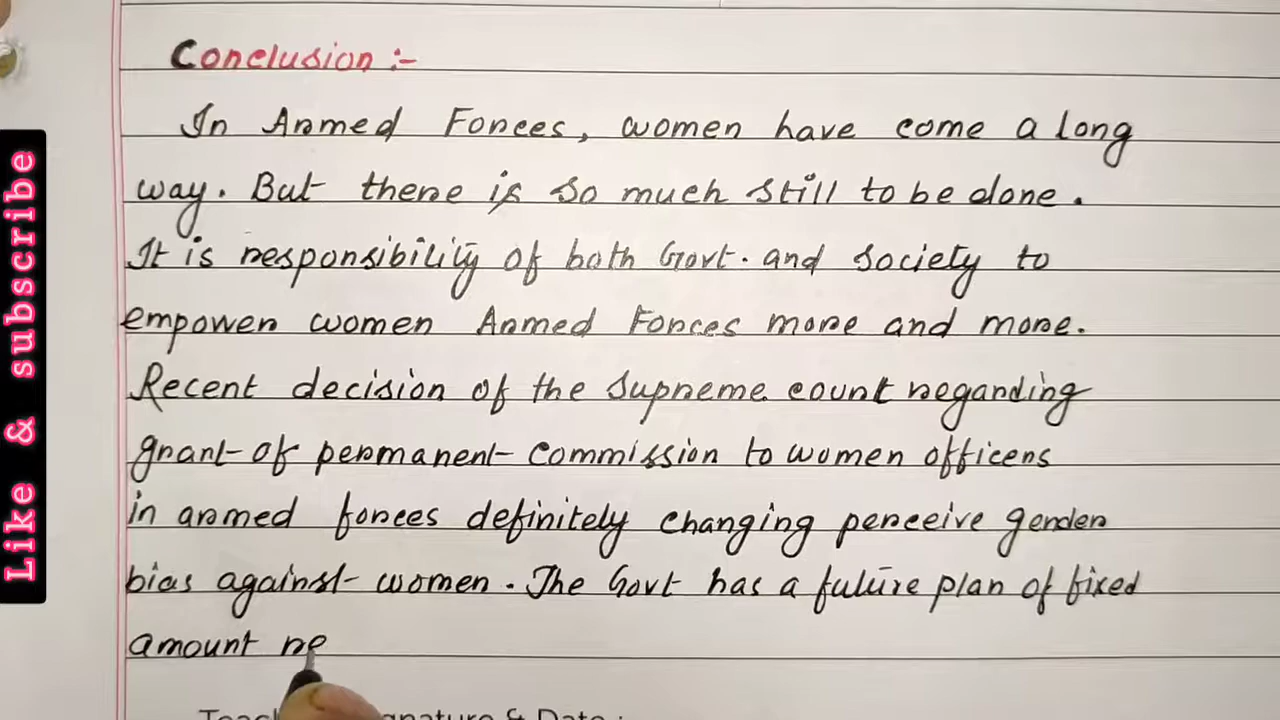 Conclusion :-
In Armed Forces, women have come a long
way. But there is so much still to be done.
It is responsibility of both Govt. and society to
empower women Armed Forces more and more.
Recent decision of the Supreme court regarding
grant of permanent commission to women officers
in armed forces definitely changing perceive gender
bias against women. The Govt has a future plan of fixed
amount re
Like & subscribe